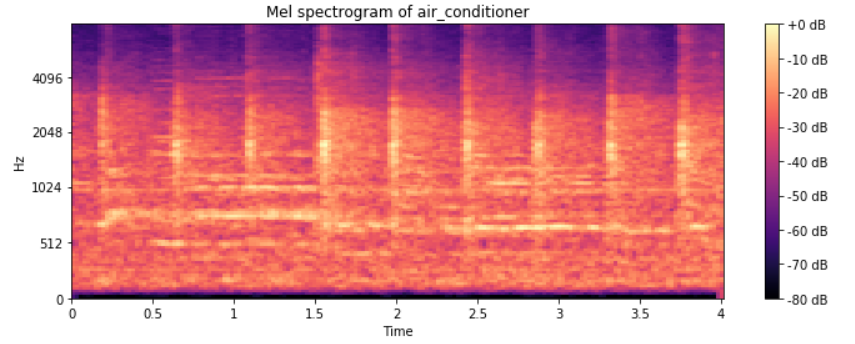 Mel spectrogram of air_conditioner
+0 dB
4096
-10 dB
-20 dB
2048
-30 dB
Hz
-40 dB
1024
-50 dB
-60 dB
512
-70 dB
0
-80 dB
0 0.5 1 1.5 2 2.5 3 3.5 4
Time